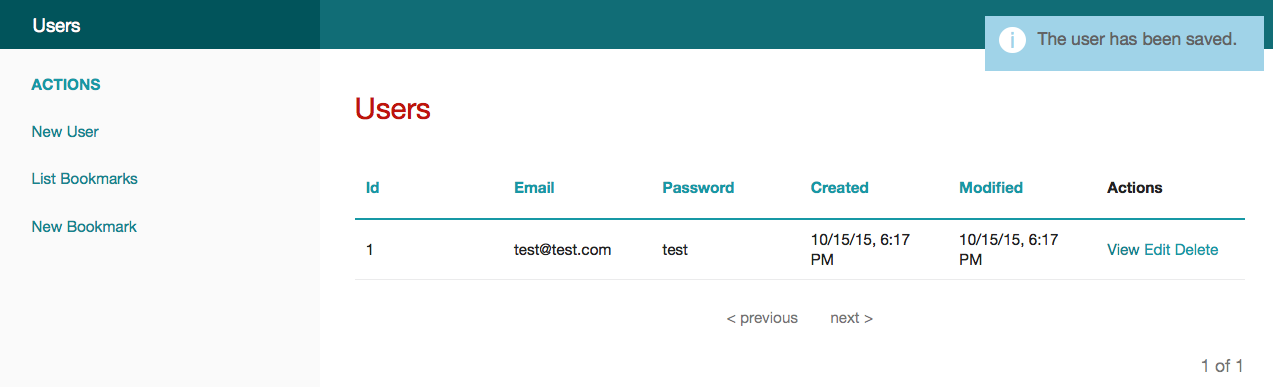 Users
The user has been saved.
ACTIONS
New User
List Bookmarks
New Bookmark
Users
Id Email Password Created Modified Actions
1 test@test.com test 10/15/15, 6:17 PM 10/15/15, 6:17 PM View Edit Delete
< previous next >
1 of 1